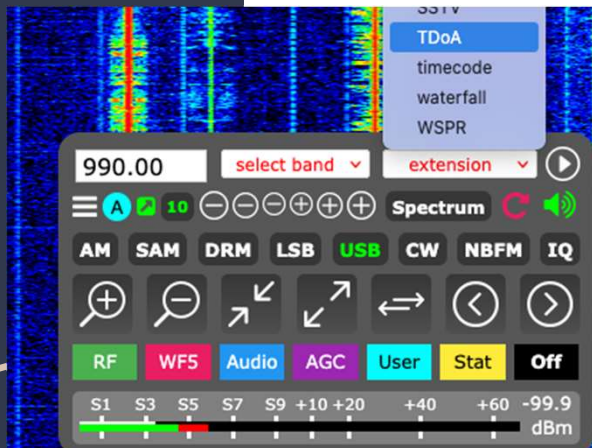 SSTV
TDoA
timecode
waterfall
WSPR
990.00 select band extension
A 10 Spectrum
AM SAM DRM LSB USB CW NBFM IQ
RF WF5 Audio AGC User Stat Off
S1 S3 S5 S7 S9 +10 +20 +40 +60 -99.9
dBm